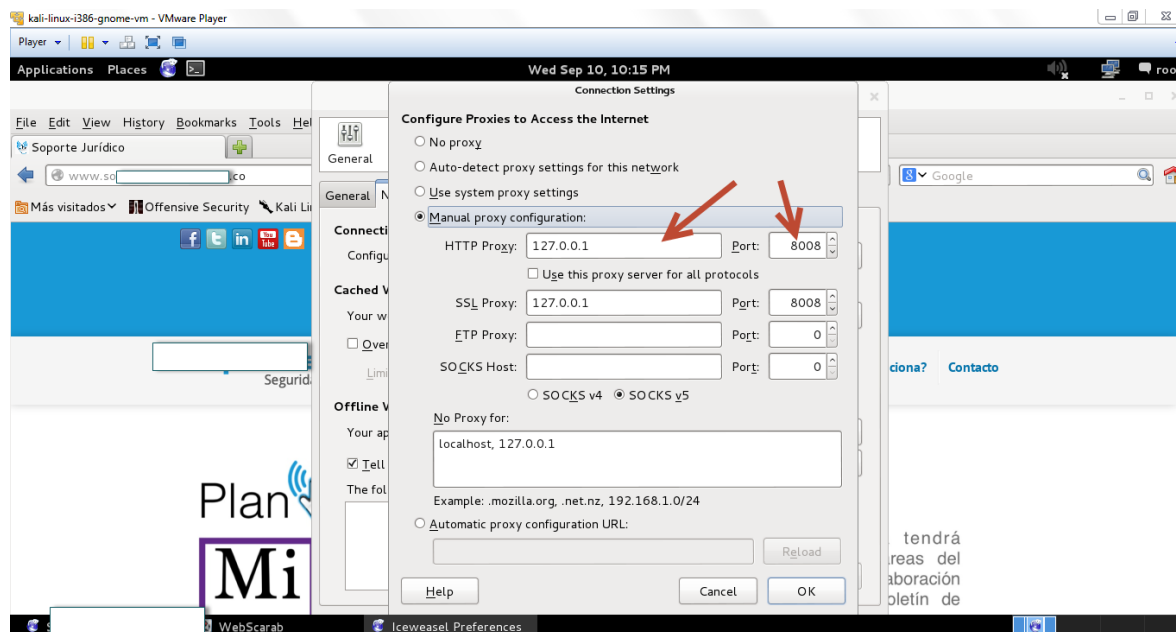 kali-linux-i386-gnome-vm - VMware Player
Player
Applications Places Wed Sep 10, 10:15 PM roo
Connection Settings
File Edit View History Bookmarks Tools Hel
Soporte Jurídico
www.so co
Google
Más visitados Offensive Security Kali Li
You Tube
Segurid
ciona? Contacto
Plan
Mi
tendrá
reas del
aboración
oletín de
General
General N
Connecti
Configu
Cached W
Your w
Over
Limi
Offline W
Your ap
Tell
The fol
Configure Proxies to Access the Internet
No proxy
Auto-detect proxy settings for this network
Use system proxy settings
Manual proxy configuration:
HTTP Proxy: 127.0.0.1 Port: 8008
Use this proxy server for all protocols
SSL Proxy: 127.0.0.1 Port: 8008
FTP Proxy: Port: 0
SOCKS Host: Port: 0
SOCKS v4 SOCKS v5
No Proxy for:
localhost, 127.0.0.1
Example: .mozilla.org, .net.nz, 192.168.1.0/24
Automatic proxy configuration URL:
Reload
Help Cancel OK
WebScarab Iceweasel Preferences